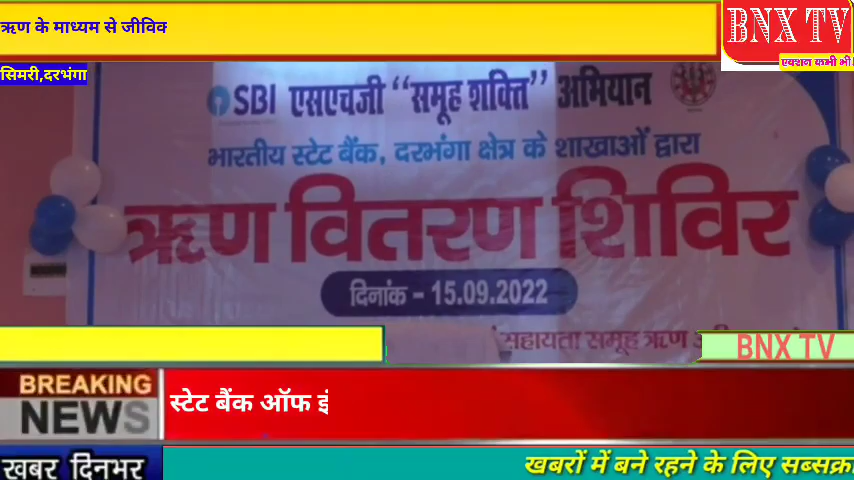 ऋण के माध्यम से जीविक
BNX TV
एक्शन कभी भी
सिमरी,दरभंगा
SBI एसएचजी “समूह शक्ति” अभियान
भारतीय स्टेट बैंक, दरभंगा क्षेत्र के शाखाओं द्वारा
ऋण वितरण शिविर
दिनांक - 15.09.2022
सहायता समूह ऋण
BNX TV
BREAKING
NEWS
स्टेट बैंक ऑफ इं
खबर दिनभर
खबरों में बने रहने के लिए सब्सक्रा